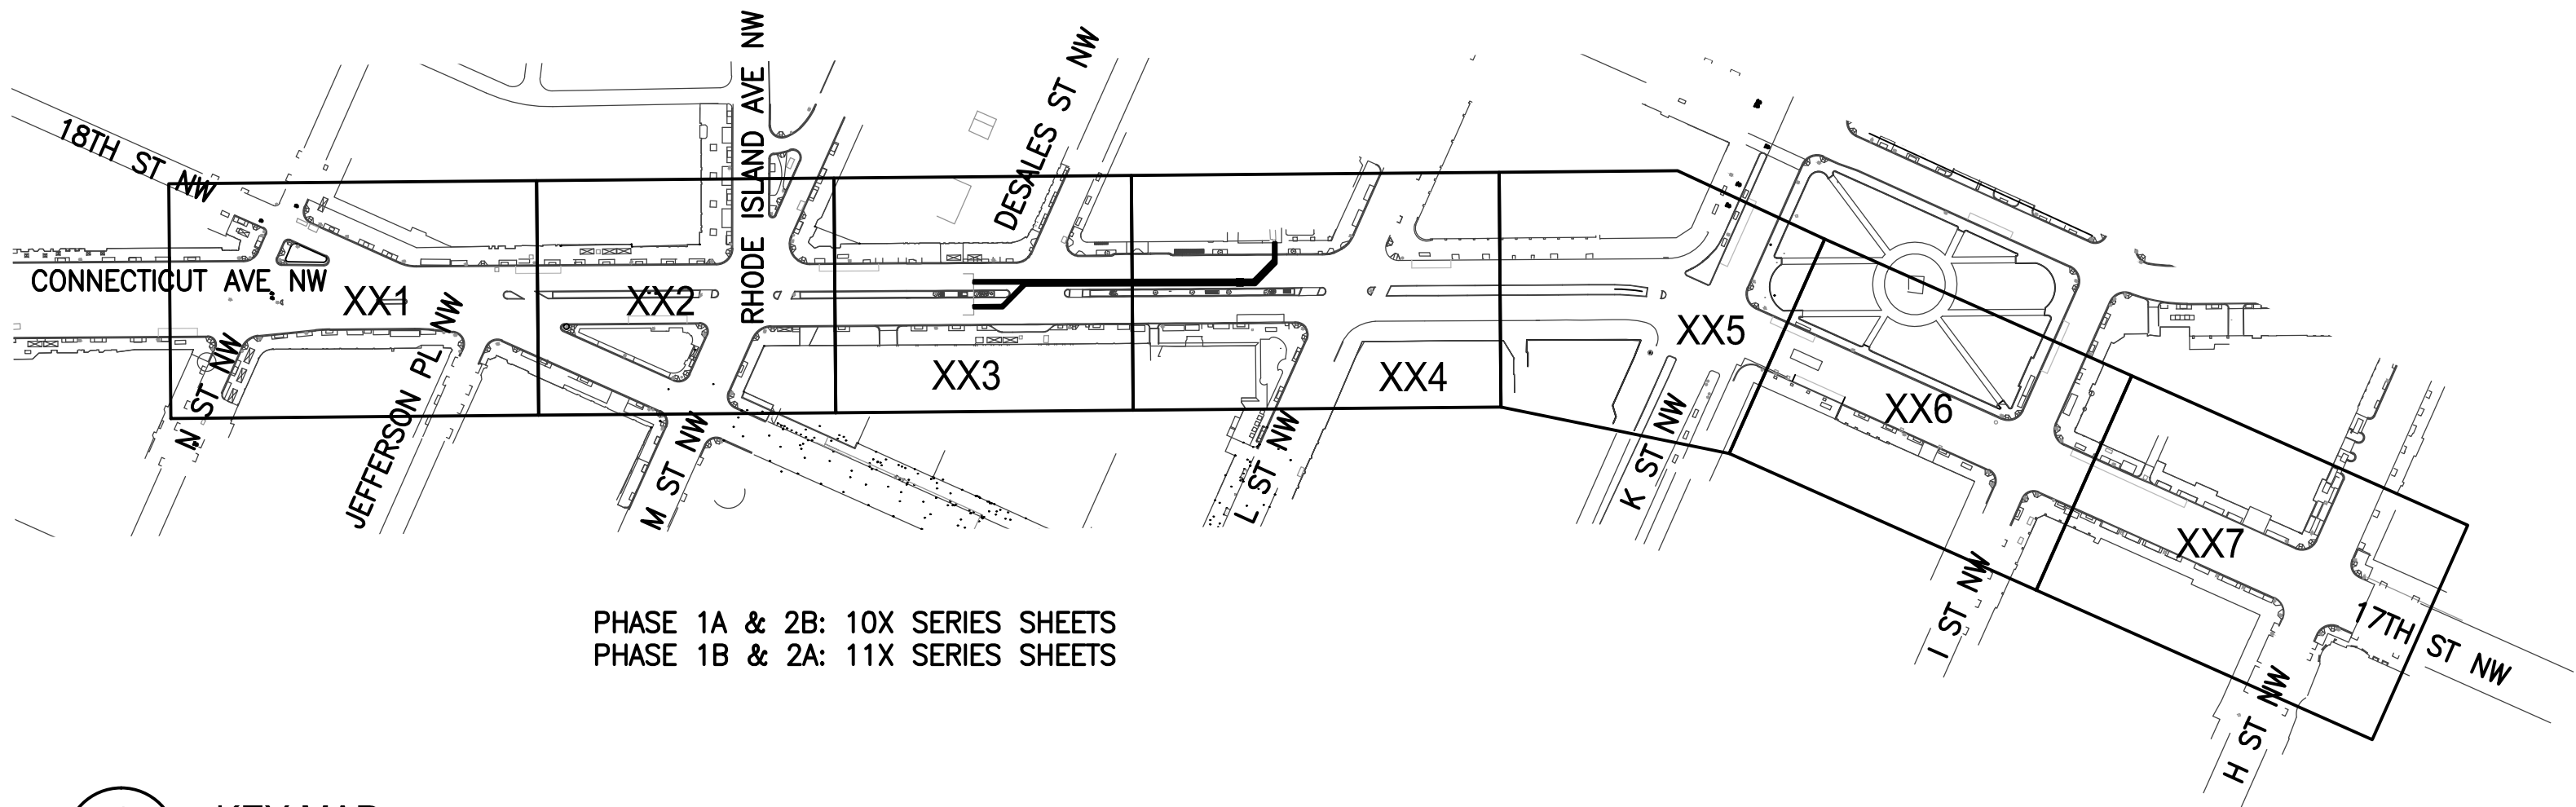 18TH ST NW
RHODE ISLAND AVE NW
DESALES ST NW
CONNECTICUT AVE NW
XX1
XX2
XX3
XX4
XX5
XX6
XX7
N ST NW
JEFFERSON PL NW
M ST NW
L ST NW
K ST NW
I ST NW
H ST NW
17TH ST NW
PHASE 1A & 2B: 10X SERIES SHEETS
PHASE 1B & 2A: 11X SERIES SHEETS
KEY MAP